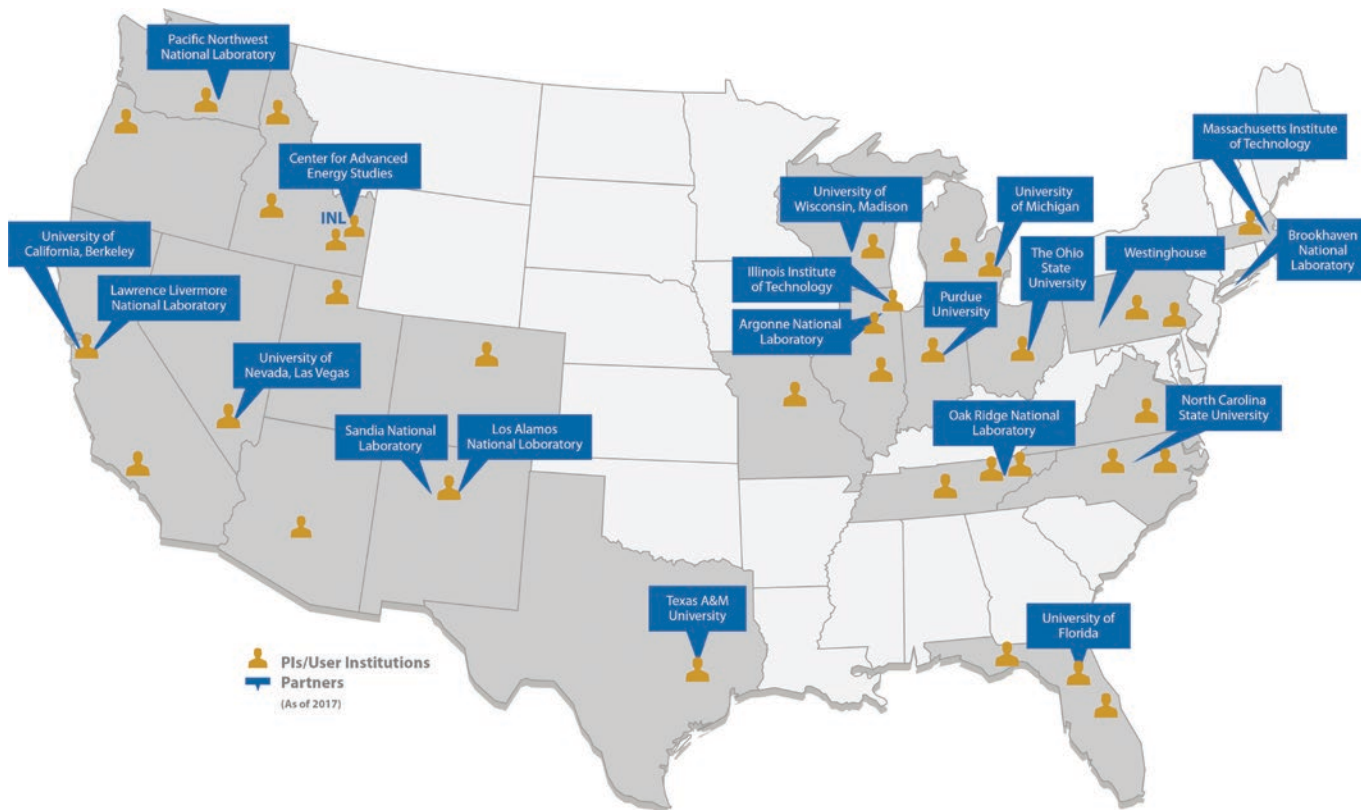 Pacific Northwest
National Laboratory
Massachusetts Institute
of Technology
Center for Advanced
Energy Studies
INL
University of
Wisconsin, Madison
University
of Michigan
University of
California, Berkeley
Lawrence Livermore
National Laboratory
Illinois Institute
of Technology
Argonne National
Laboratory
Purdue
University
The Ohio
State
University
Westinghouse
Brookhaven
National
Laboratory
University of
Nevada, Las Vegas
Sandia National
Laboratory
Los Alamos
National Loboratory
Oak Ridge National
Laboratory
North Carolina
State University
Texas A&M
University
University of
Florida
PIs/User Institutions
Partners
(As of 2017)